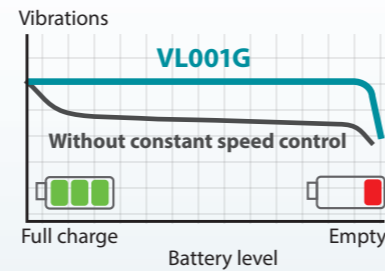 Vibrations
VL001G
Without constant speed control
Full charge
Empty
Battery level